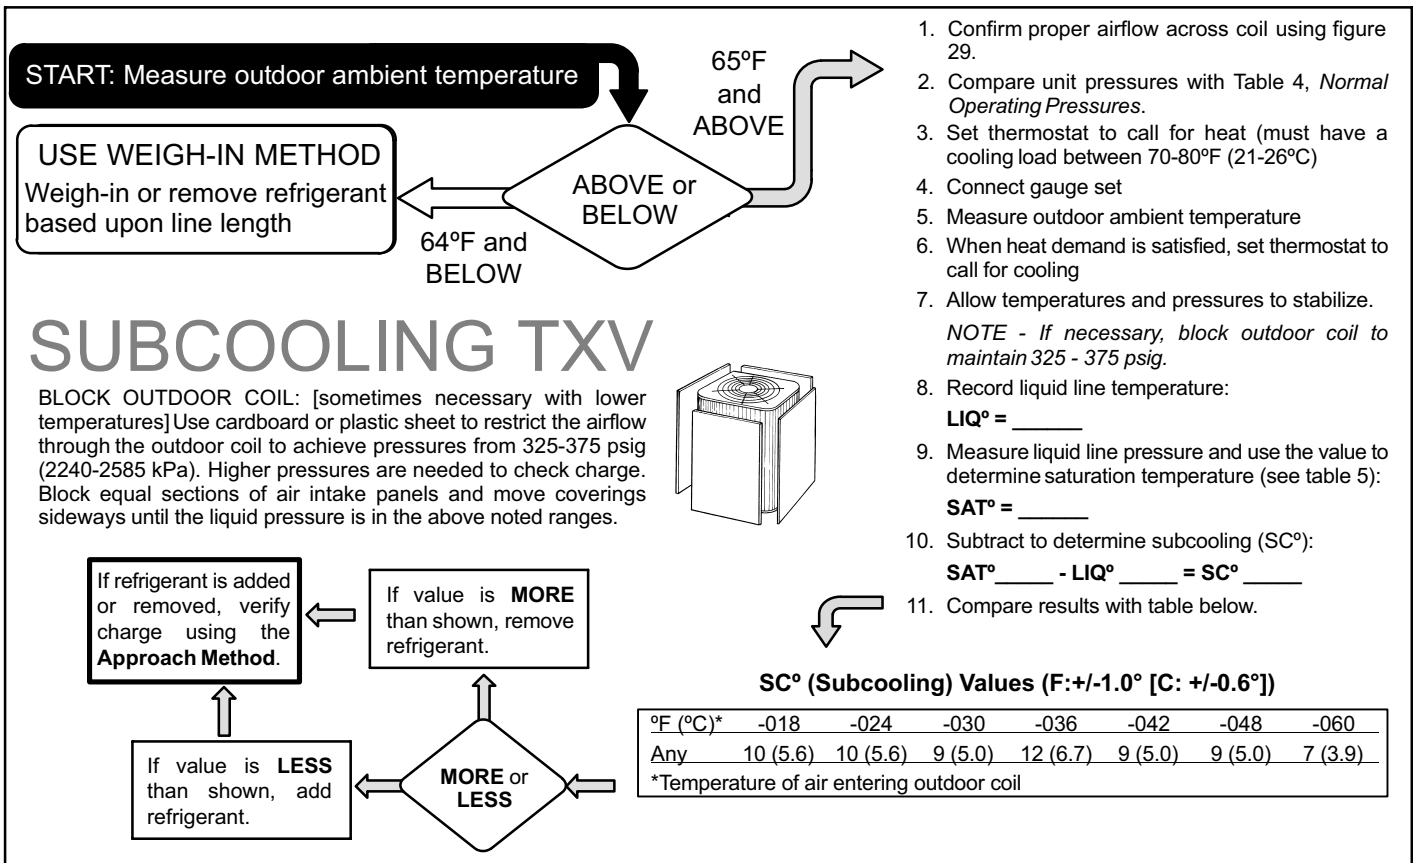 START: Measure outdoor ambient temperature
USE WEIGH-IN METHOD
Weigh-in or remove refrigerant
based upon line length
64ºF and
BELOW
ABOVE or
BELOW
65ºF
and
ABOVE
1. Confirm proper airflow across coil using figure
29.
2. Compare unit pressures with Table 4, Normal
Operating Pressures.
3. Set thermostat to call for heat (must have a
cooling load between 70-80ºF (21-26ºC)
4. Connect gauge set
5. Measure outdoor ambient temperature
6. When heat demand is satisfied, set thermostat to
call for cooling
7. Allow temperatures and pressures to stabilize.
NOTE - If necessary, block outdoor coil to
maintain 325 - 375 psig.
8. Record liquid line temperature:
LIQº = ______
9. Measure liquid line pressure and use the value to
determine saturation temperature (see table 5):
SATº = ______
10. Subtract to determine subcooling (SCº):
SATº_____ - LIQº _____ = SCº _____
11. Compare results with table below.
SUBCOOLING TXV
BLOCK OUTDOOR COIL: [sometimes necessary with lower
temperatures] Use cardboard or plastic sheet to restrict the airflow
through the outdoor coil to achieve pressures from 325-375 psig
(2240-2585 kPa). Higher pressures are needed to check charge.
Block equal sections of air intake panels and move coverings
sideways until the liquid pressure is in the above noted ranges.
SCº (Subcooling) Values (F:+/-1.0° [C: +/-0.6°])
ºF (ºC)* -018 -024 -030 -036 -042 -048 -060
Any 10 (5.6) 10 (5.6) 9 (5.0) 12 (6.7) 9 (5.0) 9 (5.0) 7 (3.9)
*Temperature of air entering outdoor coil
MORE or
LESS
If value is MORE
than shown, remove
refrigerant.
If value is LESS
than shown, add
refrigerant.
If refrigerant is added
or removed, verify
charge using the
Approach Method.